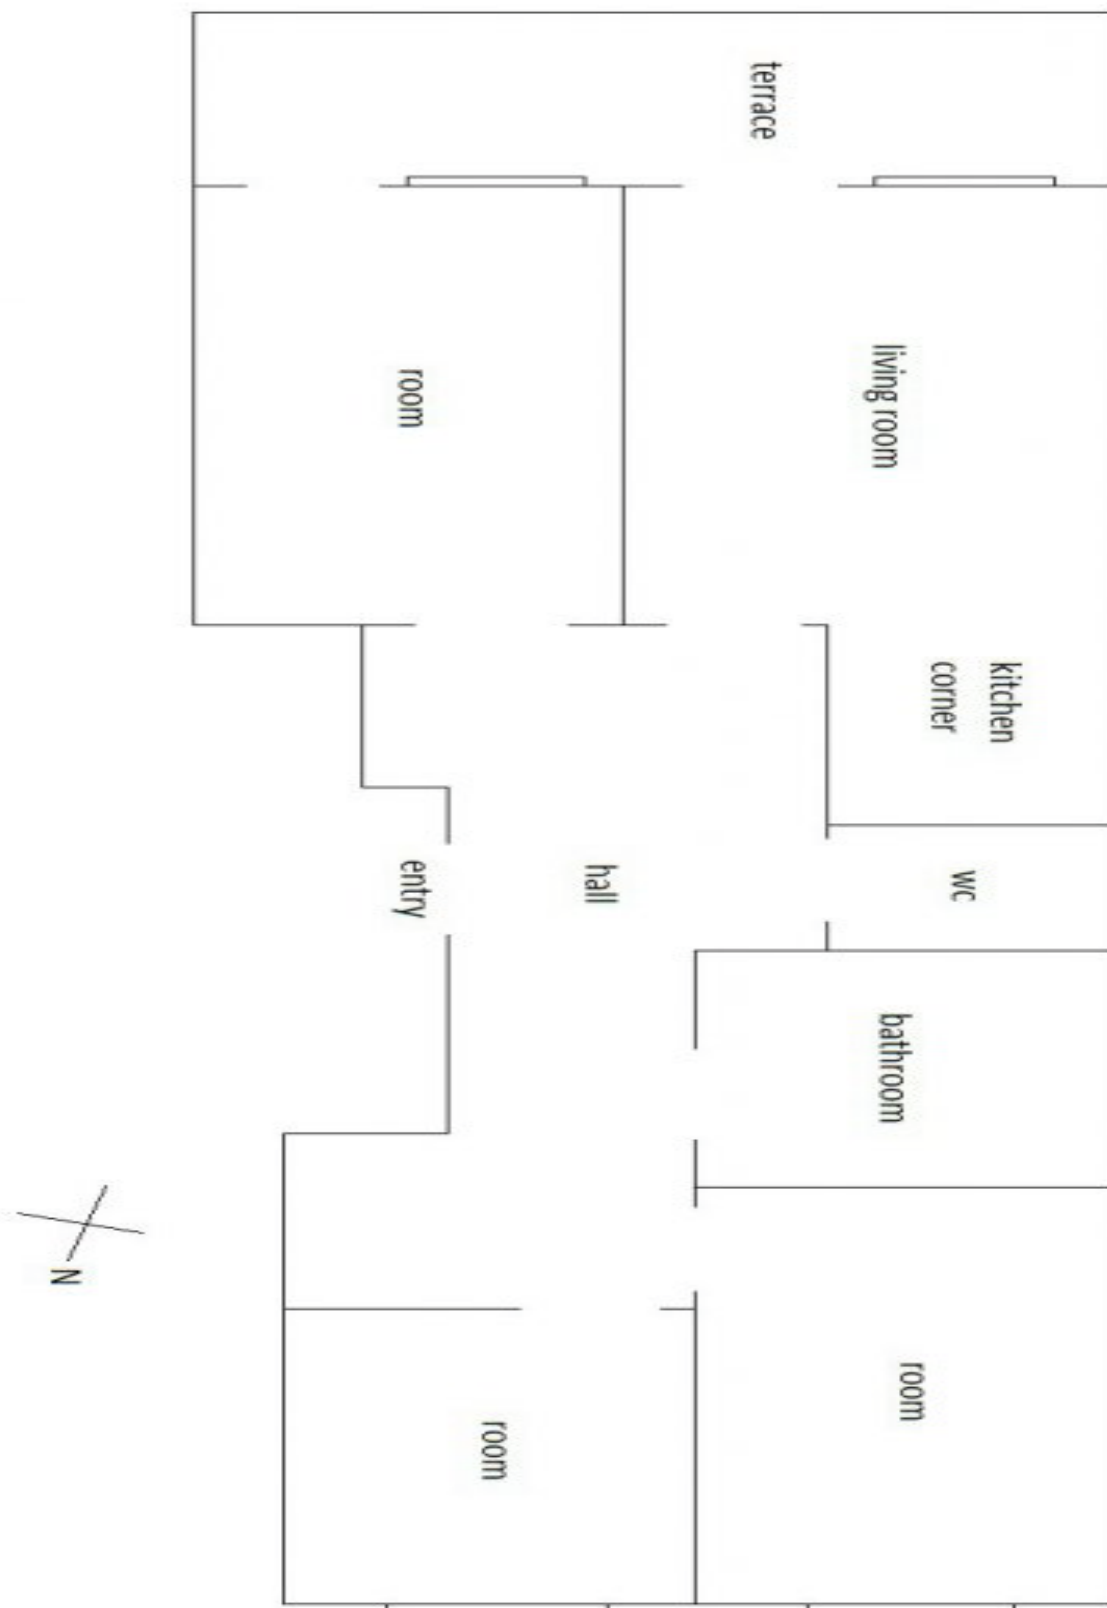 terrace
room
living room
kitchen
corner
entry
hall
wc
bathroom
room
room
N